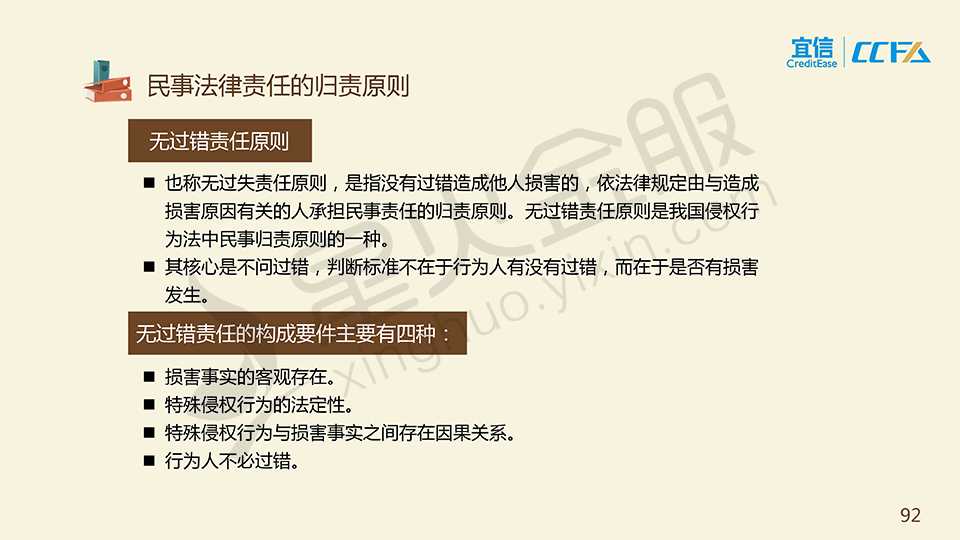 宜信
CreditEase
CCFA
民事法律责任的归责原则
无过错责任原则
■ 也称无过失责任原则，是指没有过错造成他人损害的，依法律规定由与造成
损害原因有关的人承担民事责任的归责原则。无过错责任原则是我国侵权行
为法中民事归责原则的一种。
■ 其核心是不问过错，判断标准不在于行为人有没有过错，而在于是否有损害
发生。
无过错责任的构成要件主要有四种：
■ 损害事实的客观存在。
■ 特殊侵权行为的法定性。
■ 特殊侵权行为与损害事实之间存在因果关系。
■ 行为人不必过错。
星火金服
xinghuo.yixin.com
92